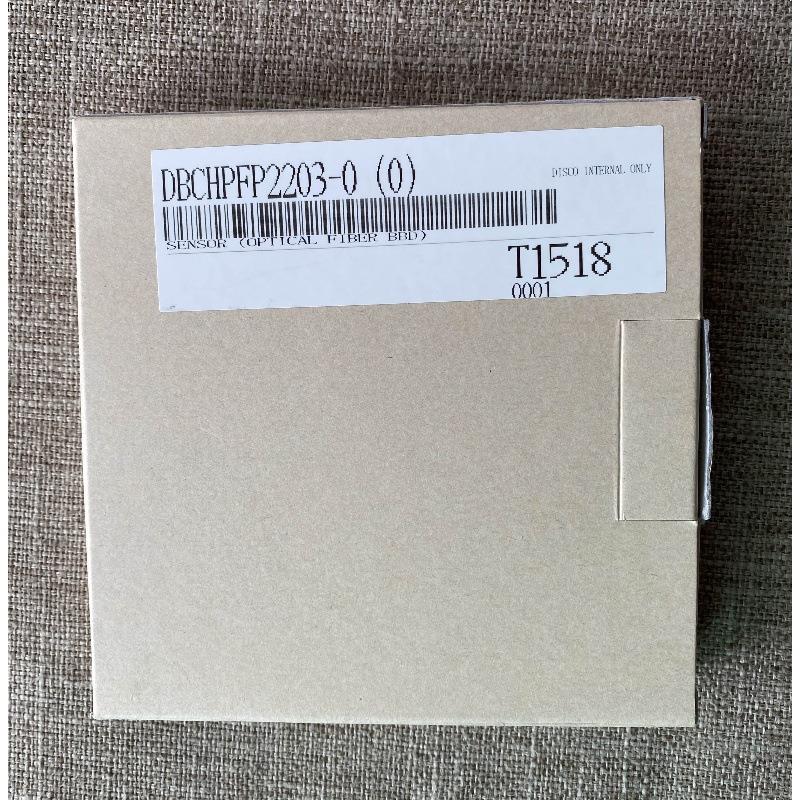 DBCHPFP2203-0 (0)
DISCO INTERNAL ONLY
SENSOR (OPTICAL FIBER BBD)
T1518
0001